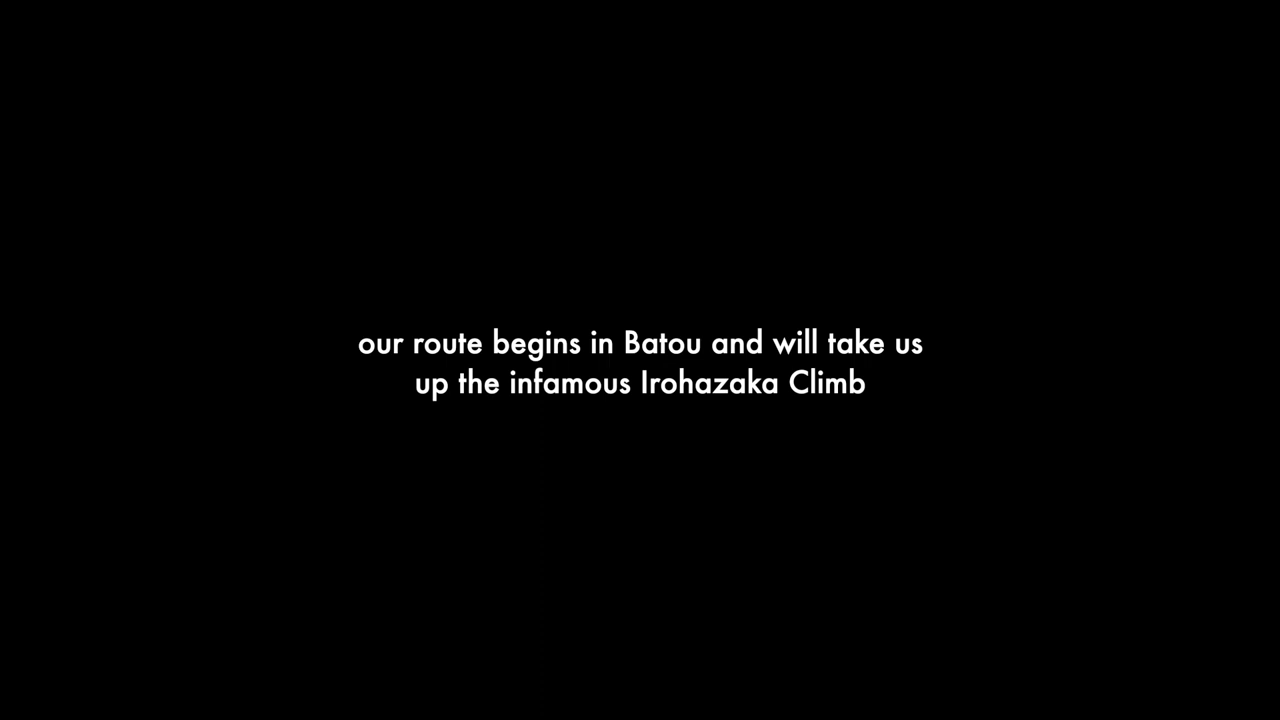 our route begins in Batou and will take us
up the infamous Irohazaka Climb